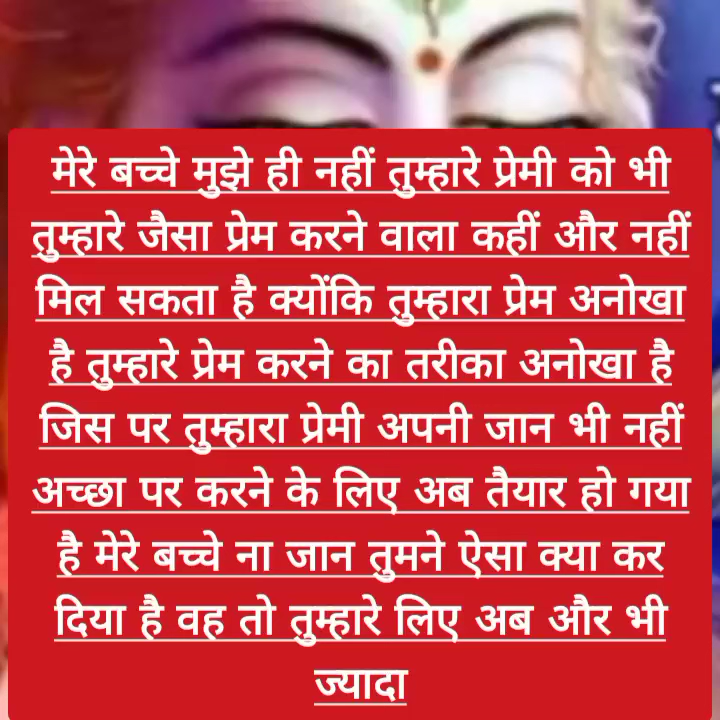 मेरे बच्चे मुझे ही नहीं तुम्हारे प्रेमी को भी
तुम्हारे जैसा प्रेम करने वाला कहीं और नहीं
मिल सकता है क्योंकि तुम्हारा प्रेम अनोखा
है तुम्हारे प्रेम करने का तरीका अनोखा है
जिस पर तुम्हारा प्रेमी अपनी जान भी नहीं
अच्छा पर करने के लिए अब तैयार हो गया
है मेरे बच्चे ना जान तुमने ऐसा क्या कर
दिया है वह तो तुम्हारे लिए अब और भी
ज्यादा